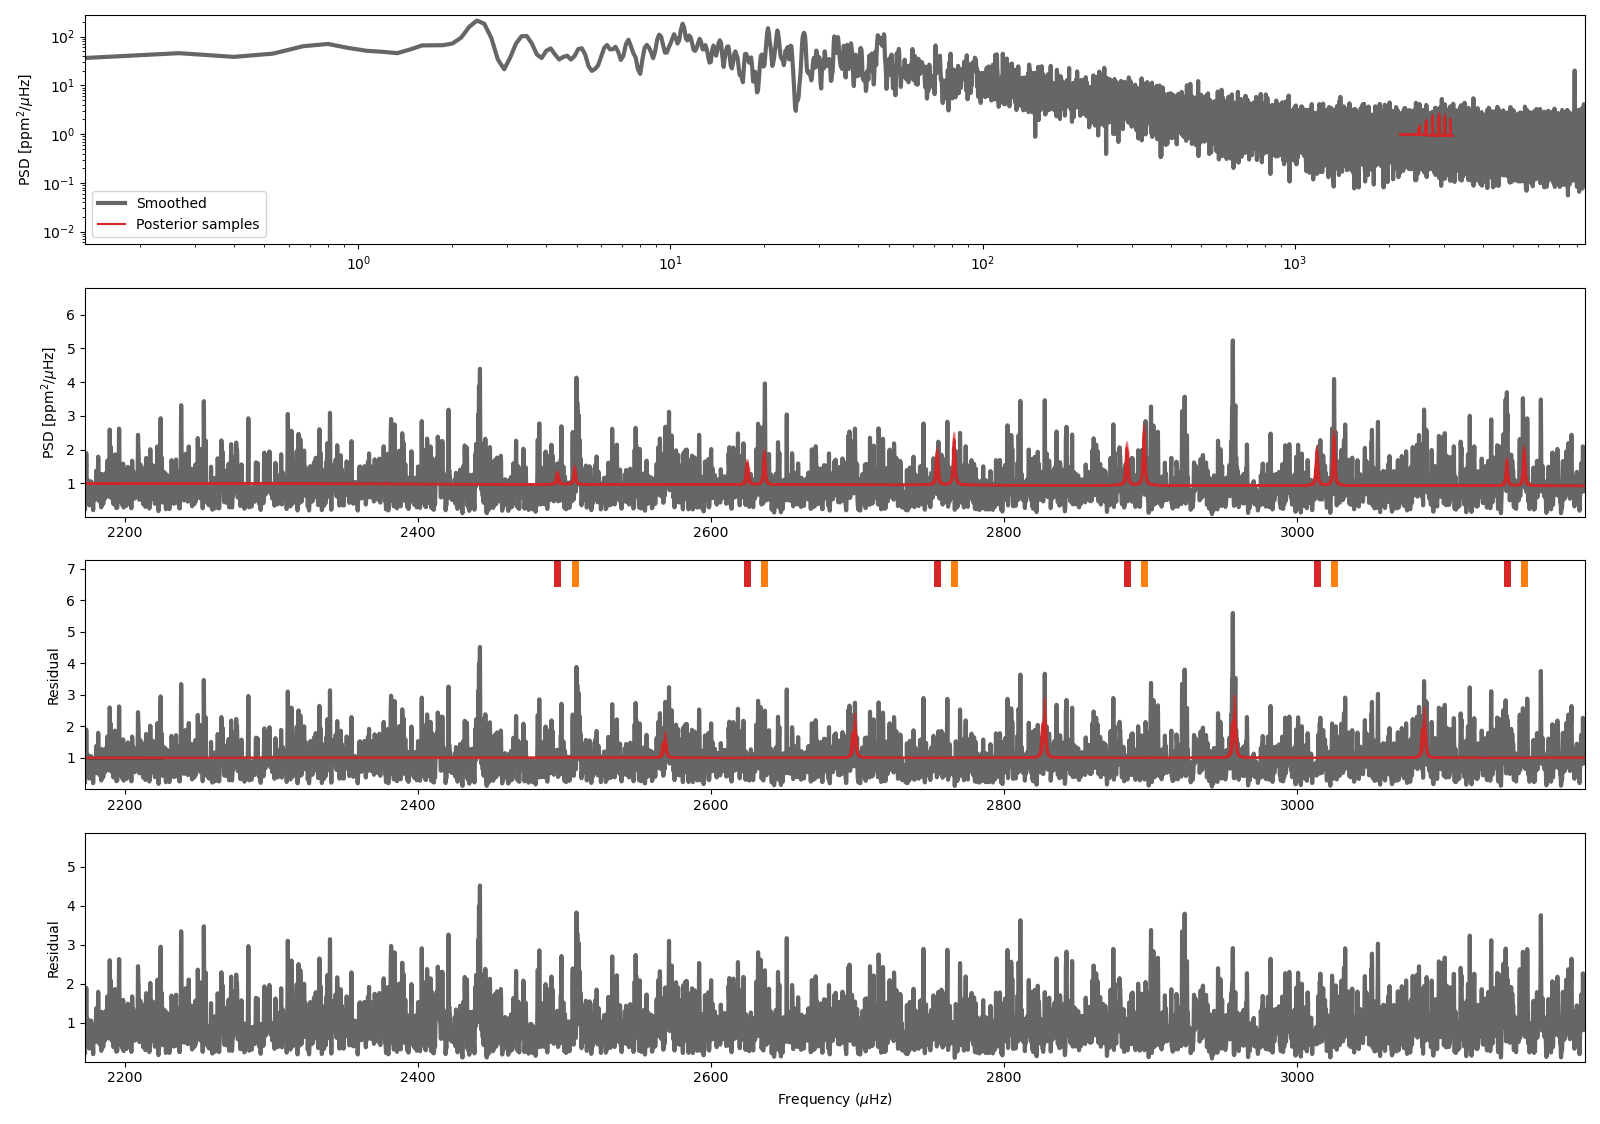 PSD [ppm²/μHz]
10²
10¹
10⁰
10⁻¹
10⁻²
Smoothed
Posterior samples
10⁰ 10¹ 10² 10³
PSD [ppm²/μHz]
6
5
4
3
2
1
2200 2400 2600 2800 3000
Residual
7
6
5
4
3
2
1
2200 2400 2600 2800 3000
Residual
5
4
3
2
1
2200 2400 2600 2800 3000
Frequency (μHz)